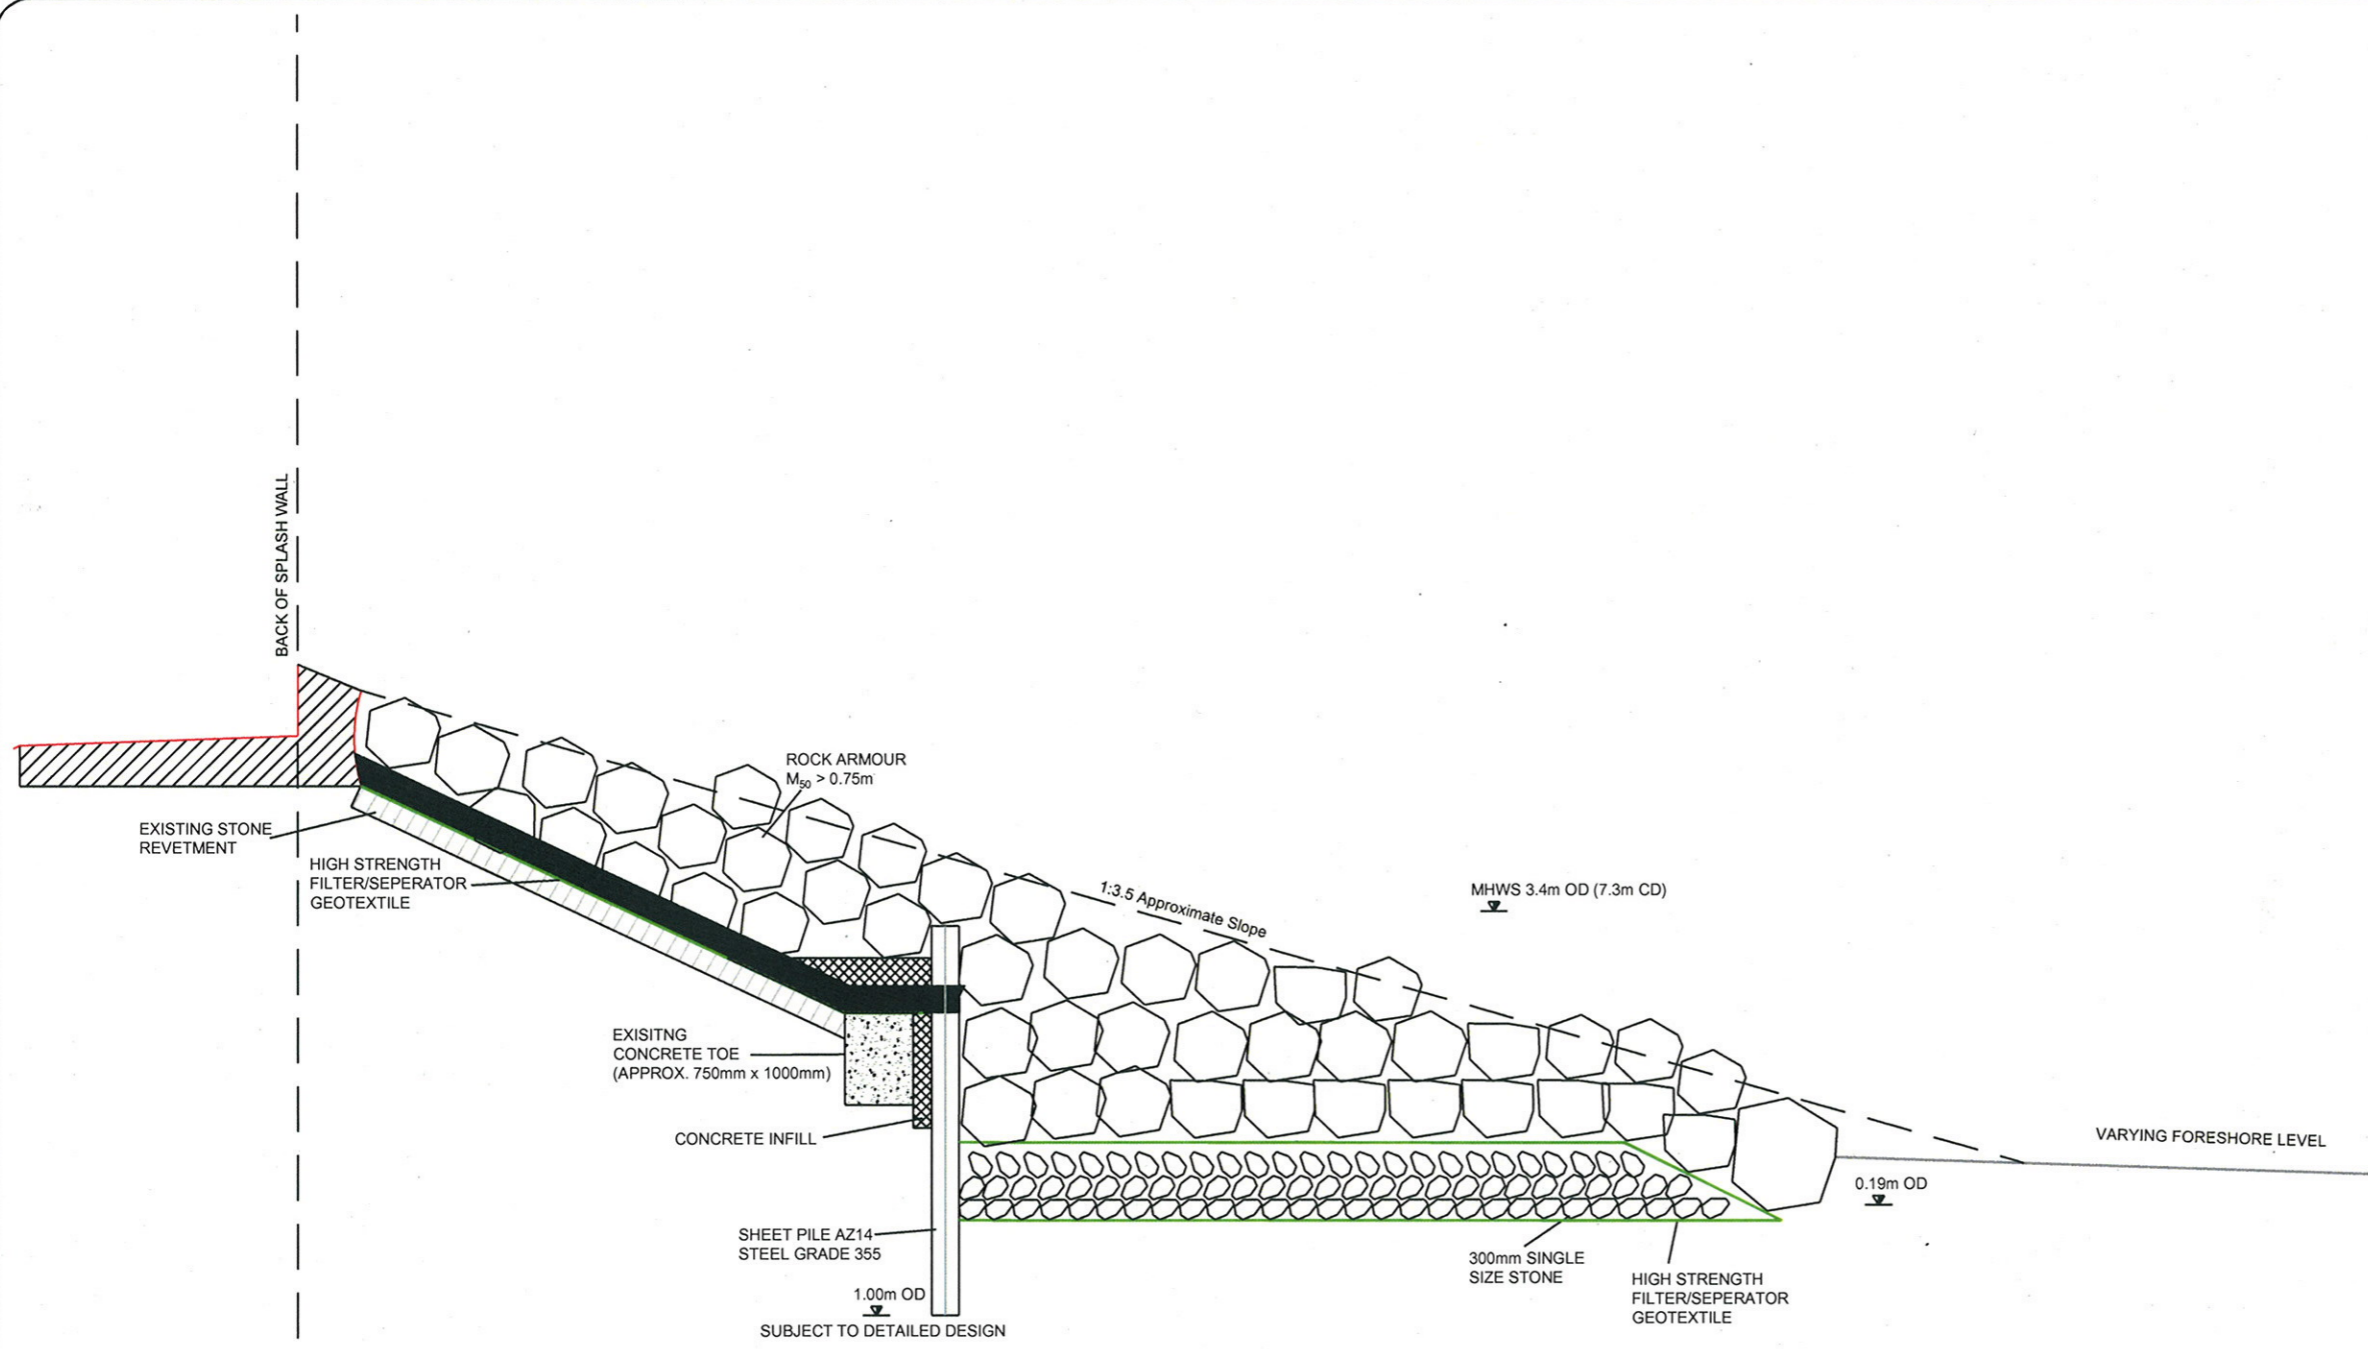 BACK OF SPLASH WALL
ROCK ARMOUR
M50 > 0.75m
EXISTING STONE
REVETMENT
HIGH STRENGTH
FILTER/SEPERATOR
GEOTEXTILE
1:3.5 Approximate Slope
MHWS 3.4m OD (7.3m CD)
EXISITNG
CONCRETE TOE
(APPROX. 750mm x 1000mm)
CONCRETE INFILL
VARYING FORESHORE LEVEL
0.19m OD
SHEET PILE AZ14
STEEL GRADE 355
300mm SINGLE
SIZE STONE
HIGH STRENGTH
FILTER/SEPERATOR
GEOTEXTILE
1.00m OD
SUBJECT TO DETAILED DESIGN